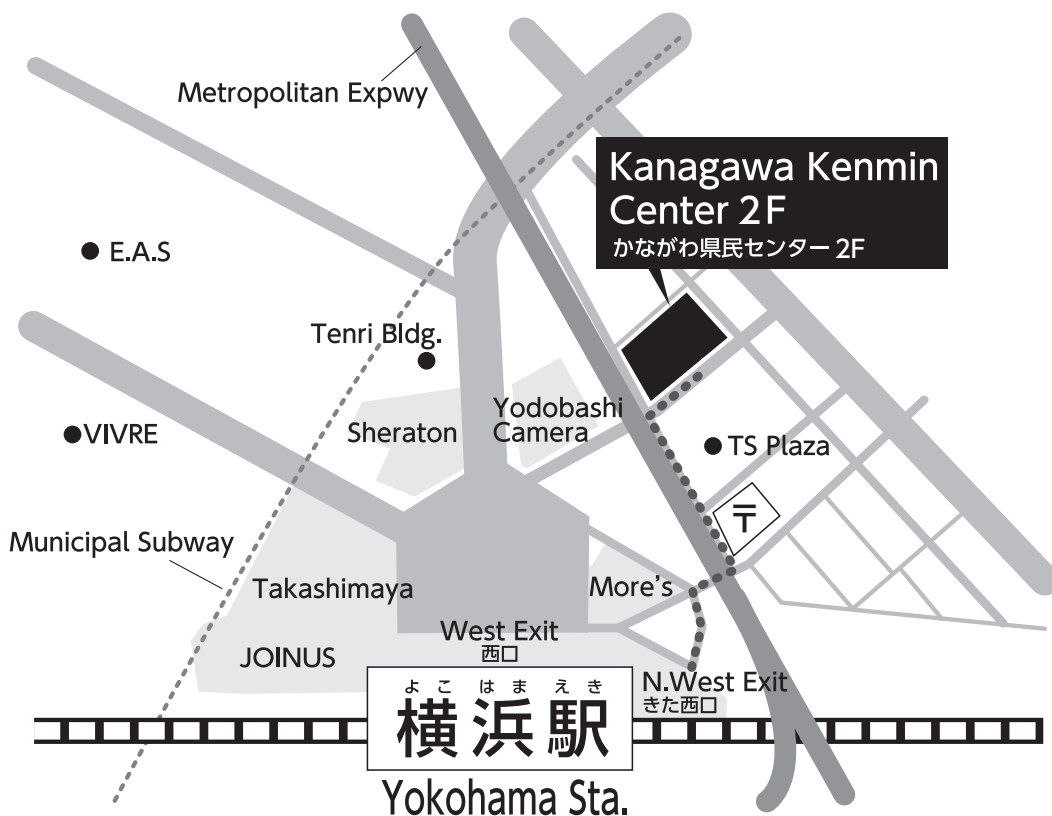 Metropolitan Expwy
Kanagawa Kenmin
Center 2F
かながわ県民センター 2F
E.A.S
Tenri Bldg.
VIVRE
Sheraton
Yodobashi
Camera
TS Plaza
〒
Municipal Subway
Takashimaya
More's
West Exit
西口
JOINUS
N.West Exit
きた西口
よこはまえき
横浜駅
Yokohama Sta.